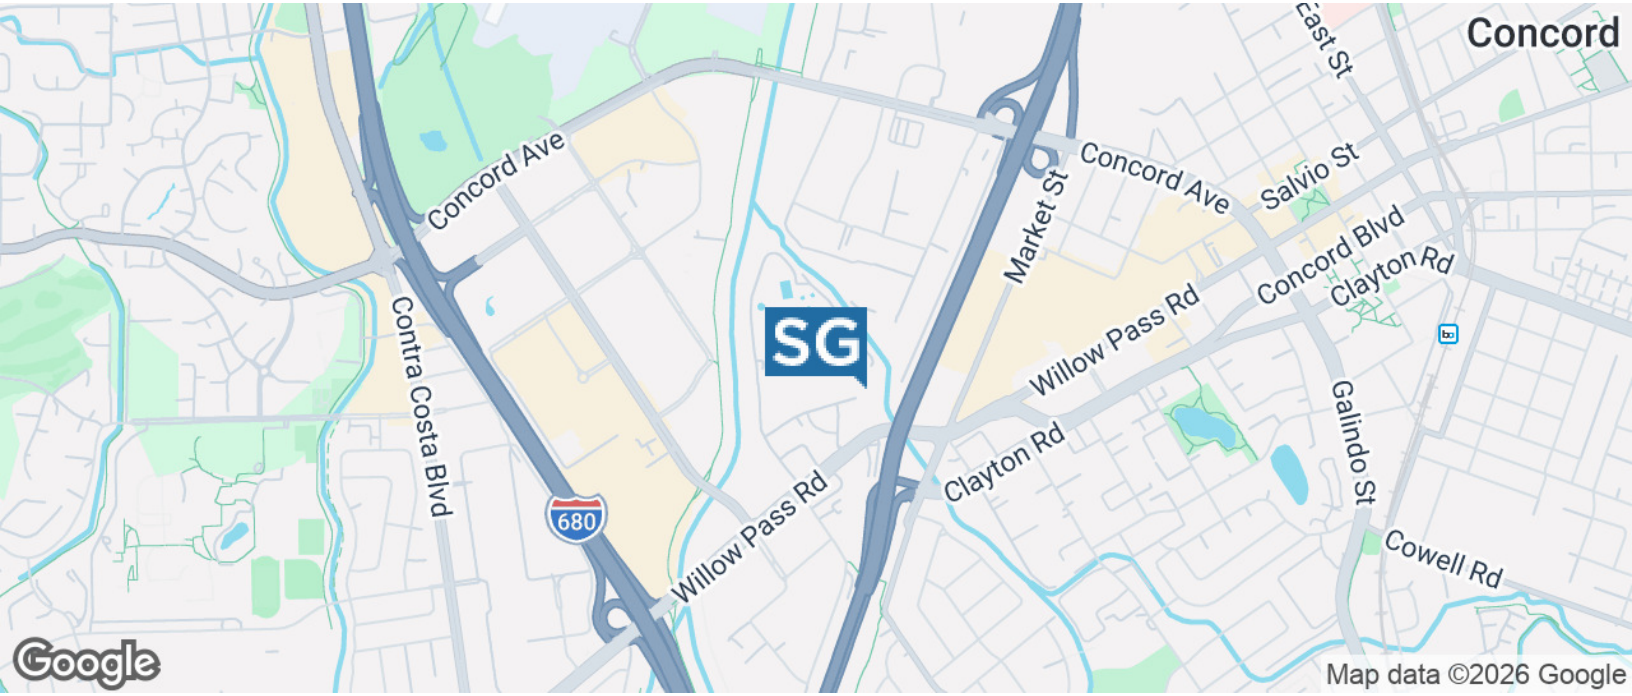 Concord
East St
Concord Ave
Concord Ave
Salvio St
Market St
Concord Blvd
Clayton Rd
Contra Costa Blvd
SG
Willow Pass Rd
Galindo St
Clayton Rd
680
Willow Pass Rd
Cowell Rd
Google
Map data ©2026 Google